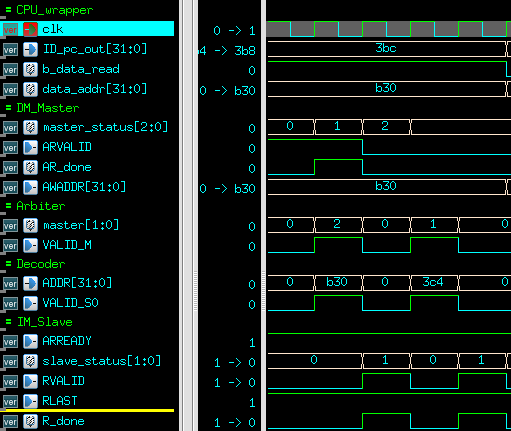 = CPU_wrapper
ver clk 0 -> 1
ver ID_pc_out[31:0] 4 -> 3b8 3bc
ver b_data_read 0
ver data_addr[31:0] 0 -> b30 b30
= DM_Master
ver master_status[2:0] 0 0 1 2
ver ARVALID 0
ver AR_done 0
ver AWADDR[31:0] 0 -> b30 b30
= Arbiter
ver master[1:0] 0 0 2 0 1 0
ver VALID_M 0
= Decoder
ver ADDR[31:0] 0 0 b30 0 3c4 0
ver VALID_S0 0
= IM_Slave
ver ARREADY 1
ver slave_status[1:0] 1 -> 0 0 1 0 1
ver RVALID 1 -> 0
ver RLAST 1
ver R_done 1 -> 0